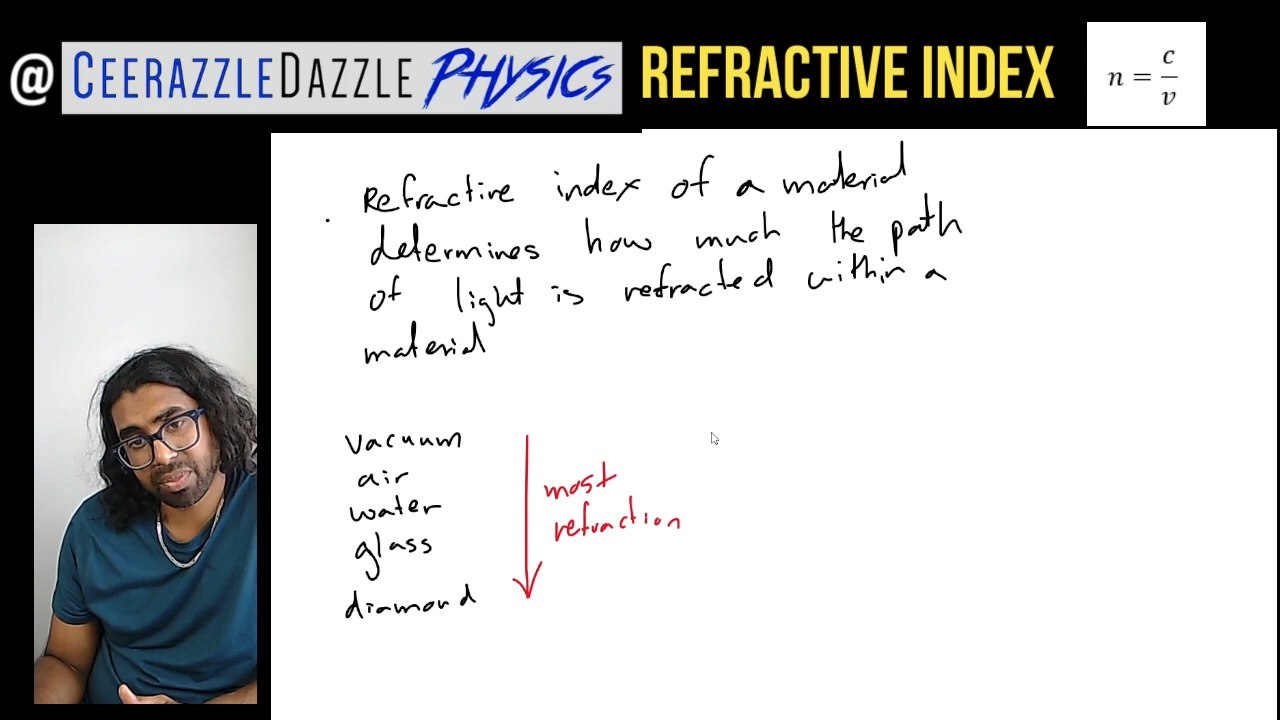 @ CEERAZZLEDAZZLE PHYSICS REFRACTIVE INDEX n = c/v
Refractive index of a material
determines how much the path
of light is refracted within a
material
vacuum
air
water
glass
diamond
most
refraction